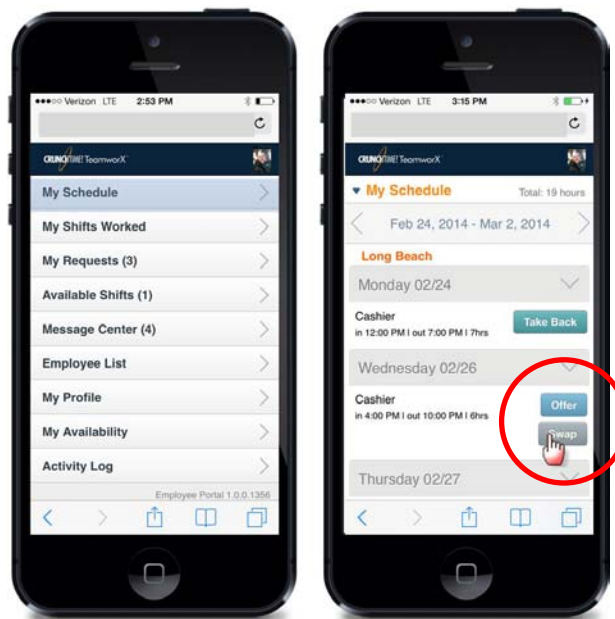 ●●●○○ Verizon LTE 2:53 PM
CRUNCHTIME! TeamworX
My Schedule
My Shifts Worked
My Requests (3)
Available Shifts (1)
Message Center (4)
Employee List
My Profile
My Availability
Activity Log
Employee Portal 1.0.0.1356
●●●○○ Verizon LTE 3:15 PM
CRUNCHTIME! TeamworX
My Schedule Total: 19 hours
Feb 24, 2014 - Mar 2, 2014
Long Beach
Monday 02/24
Cashier
in 12:00 PM | out 7:00 PM | 7hrs
Take Back
Wednesday 02/26
Cashier
in 4:00 PM | out 10:00 PM | 6hrs
Offer
Swap
Thursday 02/27